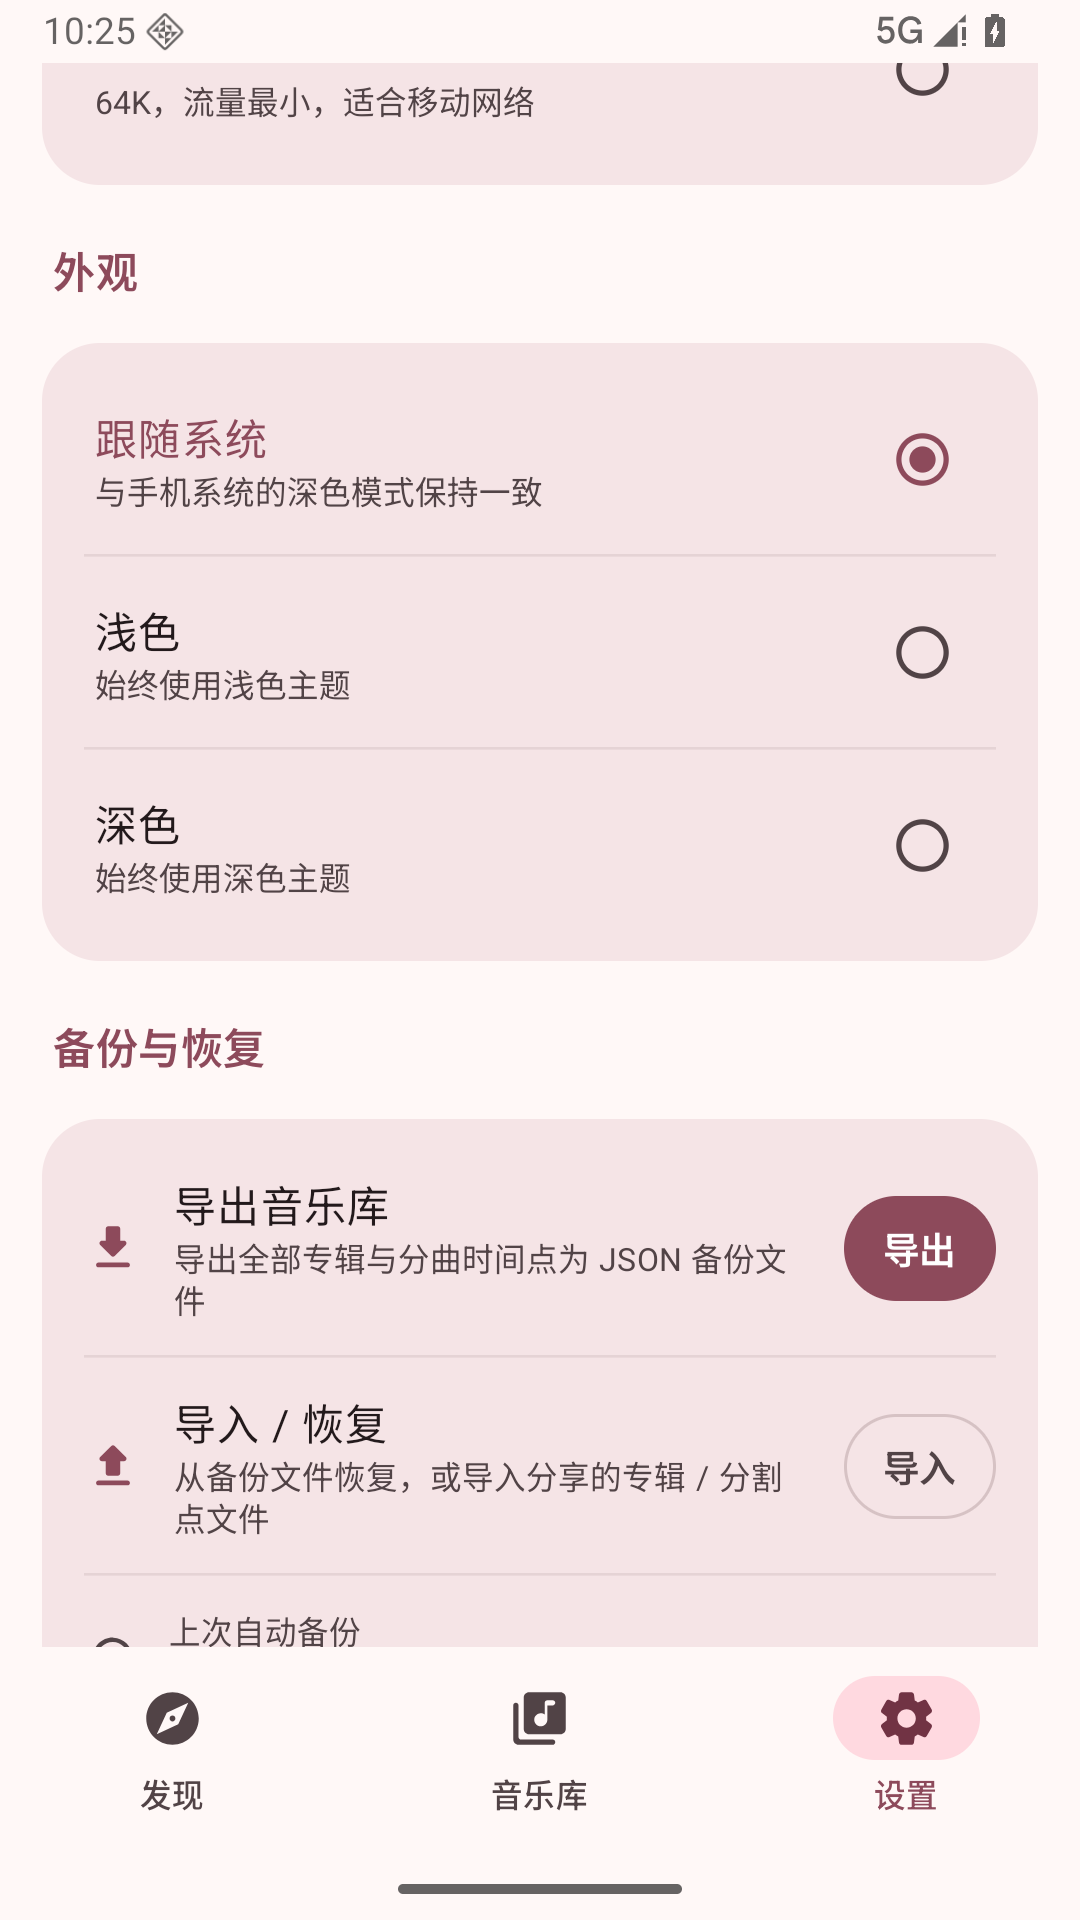 10:25
5G
64K，流量最小，适合移动网络
外观
跟随系统
与手机系统的深色模式保持一致
浅色
始终使用浅色主题
深色
始终使用深色主题
备份与恢复
导出音乐库
导出全部专辑与分曲时间点为 JSON 备份文
件
导出
导入 / 恢复
从备份文件恢复，或导入分享的专辑 / 分割
点文件
导入
上次自动备份
发现
音乐库
设置